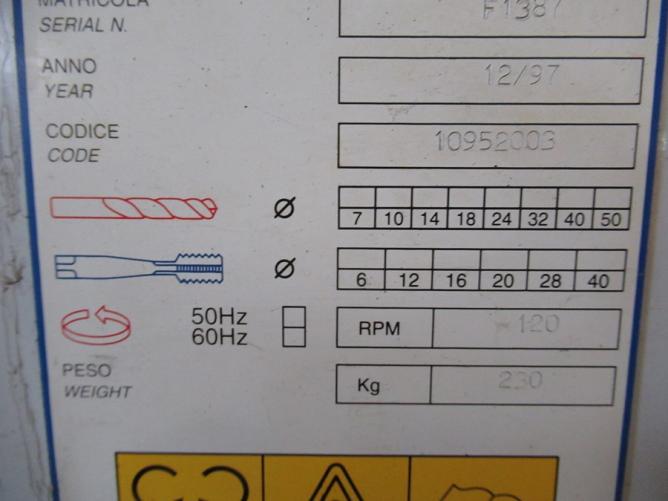 MATRICOLA
SERIAL N. F1387
ANNO
YEAR 12/97
CODICE
CODE 10952003
Ø 7 10 14 18 24 32 40 50
Ø 6 12 16 20 28 40
50Hz
60Hz RPM 120
PESO
WEIGHT Kg 230
CE